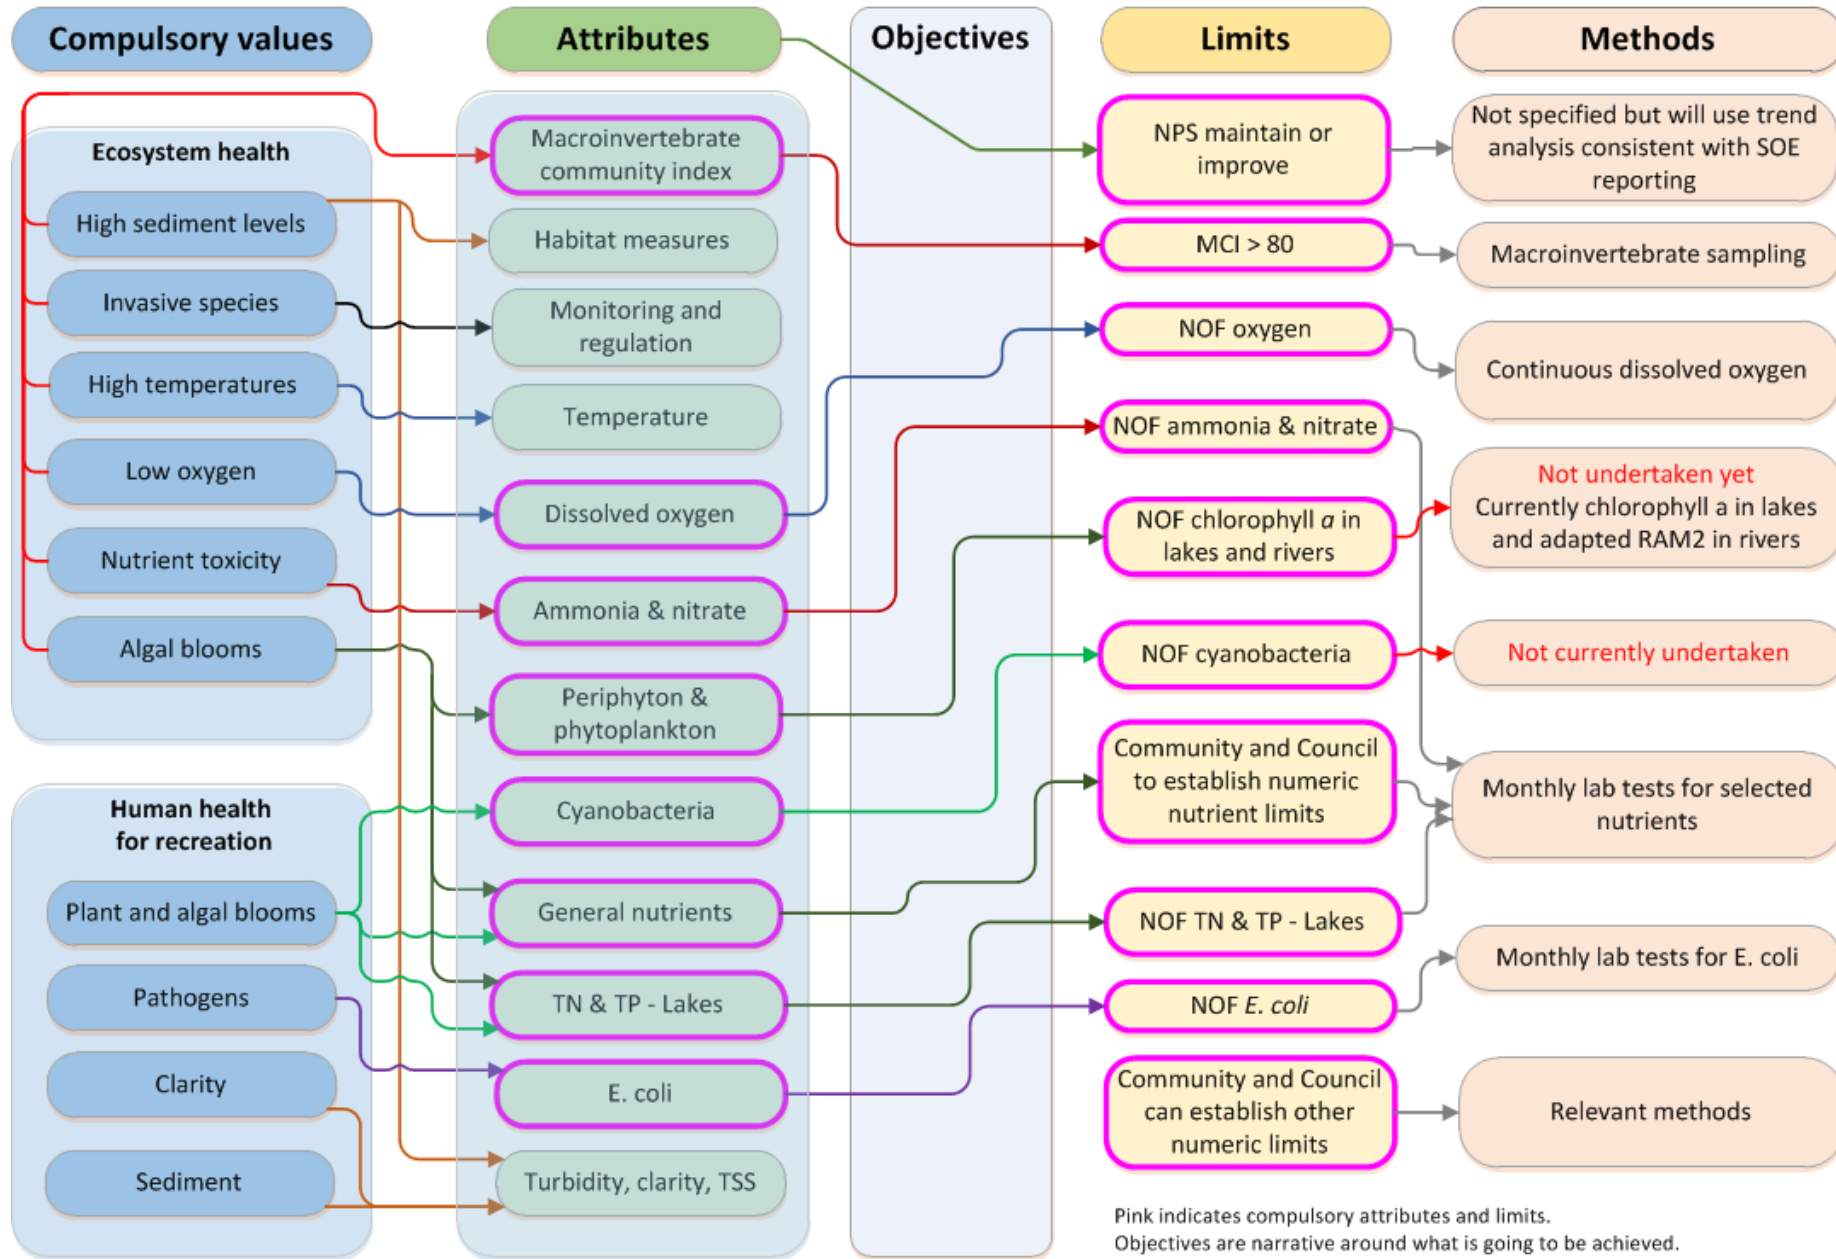 Compulsory values
Attributes
Objectives
Limits
Methods
Ecosystem health
High sediment levels
Invasive species
High temperatures
Low oxygen
Nutrient toxicity
Algal blooms
Human health
for recreation
Plant and algal blooms
Pathogens
Clarity
Sediment
Macroinvertebrate
community index
Habitat measures
Monitoring and
regulation
Temperature
Dissolved oxygen
Ammonia & nitrate
Periphyton &
phytoplankton
Cyanobacteria
General nutrients
TN & TP - Lakes
E. coli
Turbidity, clarity, TSS
NPS maintain or
improve
MCI > 80
NOF oxygen
NOF ammonia & nitrate
NOF chlorophyll a in
lakes and rivers
NOF cyanobacteria
Community and Council
to establish numeric
nutrient limits
NOF TN & TP - Lakes
NOF E. coli
Community and Council
can establish other
numeric limits
Not specified but will use trend
analysis consistent with SOE
reporting
Macroinvertebrate sampling
Continuous dissolved oxygen
Not undertaken yet
Currently chlorophyll a in lakes
and adapted RAM2 in rivers
Not currently undertaken
Monthly lab tests for selected
nutrients
Monthly lab tests for E. coli
Relevant methods
Pink indicates compulsory attributes and limits.
Objectives are narrative around what is going to be achieved.